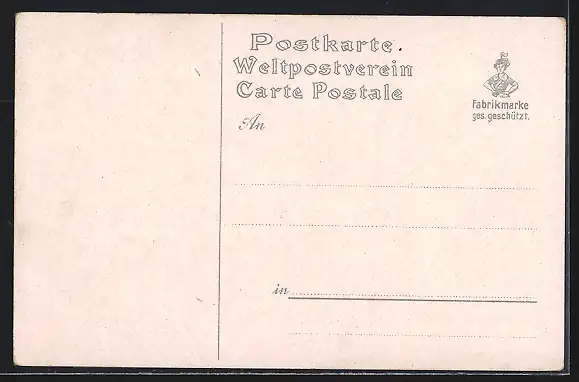 Postkarte.
Weltpostverein
Carte Postale
Fabrikmarke
ges. geschützt.
An
in